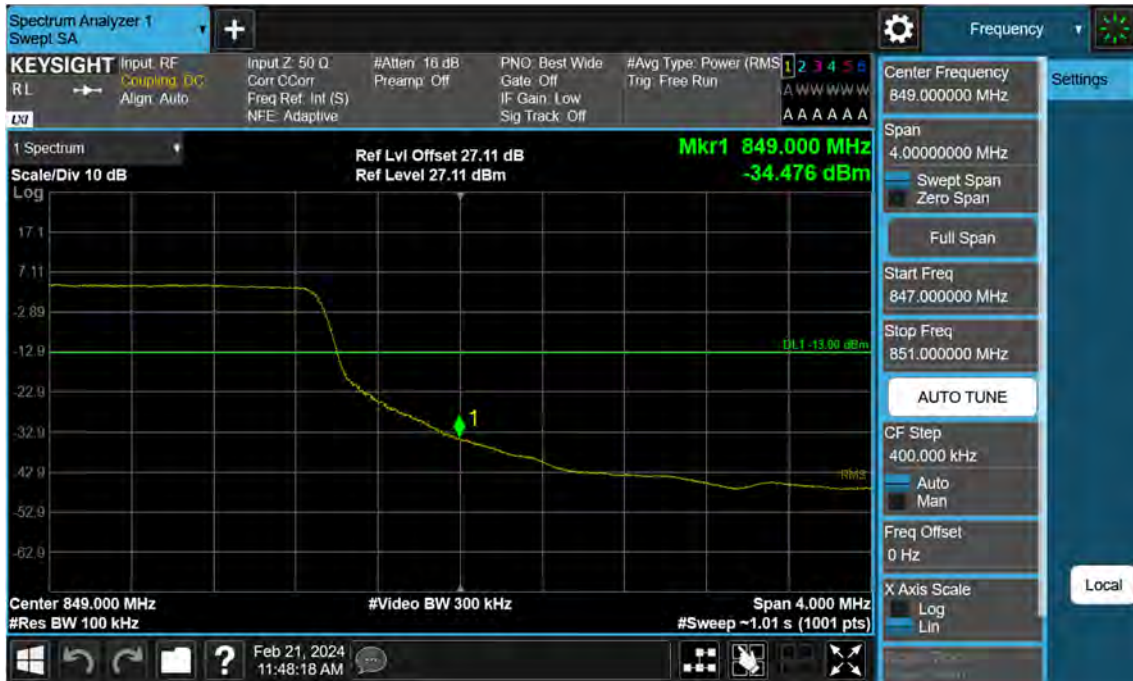 Spectrum Analyzer 1
Swept SA
Frequency
KEYSIGHT
RL
LXI
Input: RF
Coupling: DC
Align: Auto
Input Z: 50 Ω
Corr CCorr
Freq Ref: Int (S)
NFE: Adaptive
#Atten: 16 dB
Preamp: Off
PNO: Best Wide
Gate: Off
IF Gain: Low
Sig Track: Off
#Avg Type: Power (RMS
Trig: Free Run
1 2 3 4 5 6
A W W W W W
A A A A A A
1 Spectrum
Scale/Div 10 dB
Ref Lvl Offset 27.11 dB
Ref Level 27.11 dBm
Mkr1 849.000 MHz
-34.476 dBm
Log
17.1
7.11
-2.89
-12.9
DL1 -13.00 dBm
-22.9
1
-32.9
-42.9
RMS
-52.9
-62.9
Center 849.000 MHz
#Video BW 300 kHz
Span 4.000 MHz
#Res BW 100 kHz
#Sweep ~1.01 s (1001 pts)
?
Feb 21, 2024
11:48:18 AM
Center Frequency
849.000000 MHz
Settings
Span
4.00000000 MHz
Swept Span
Zero Span
Full Span
Start Freq
847.000000 MHz
Stop Freq
851.000000 MHz
AUTO TUNE
CF Step
400.000 kHz
Auto
Man
Freq Offset
0 Hz
X Axis Scale
Log
Lin
Local